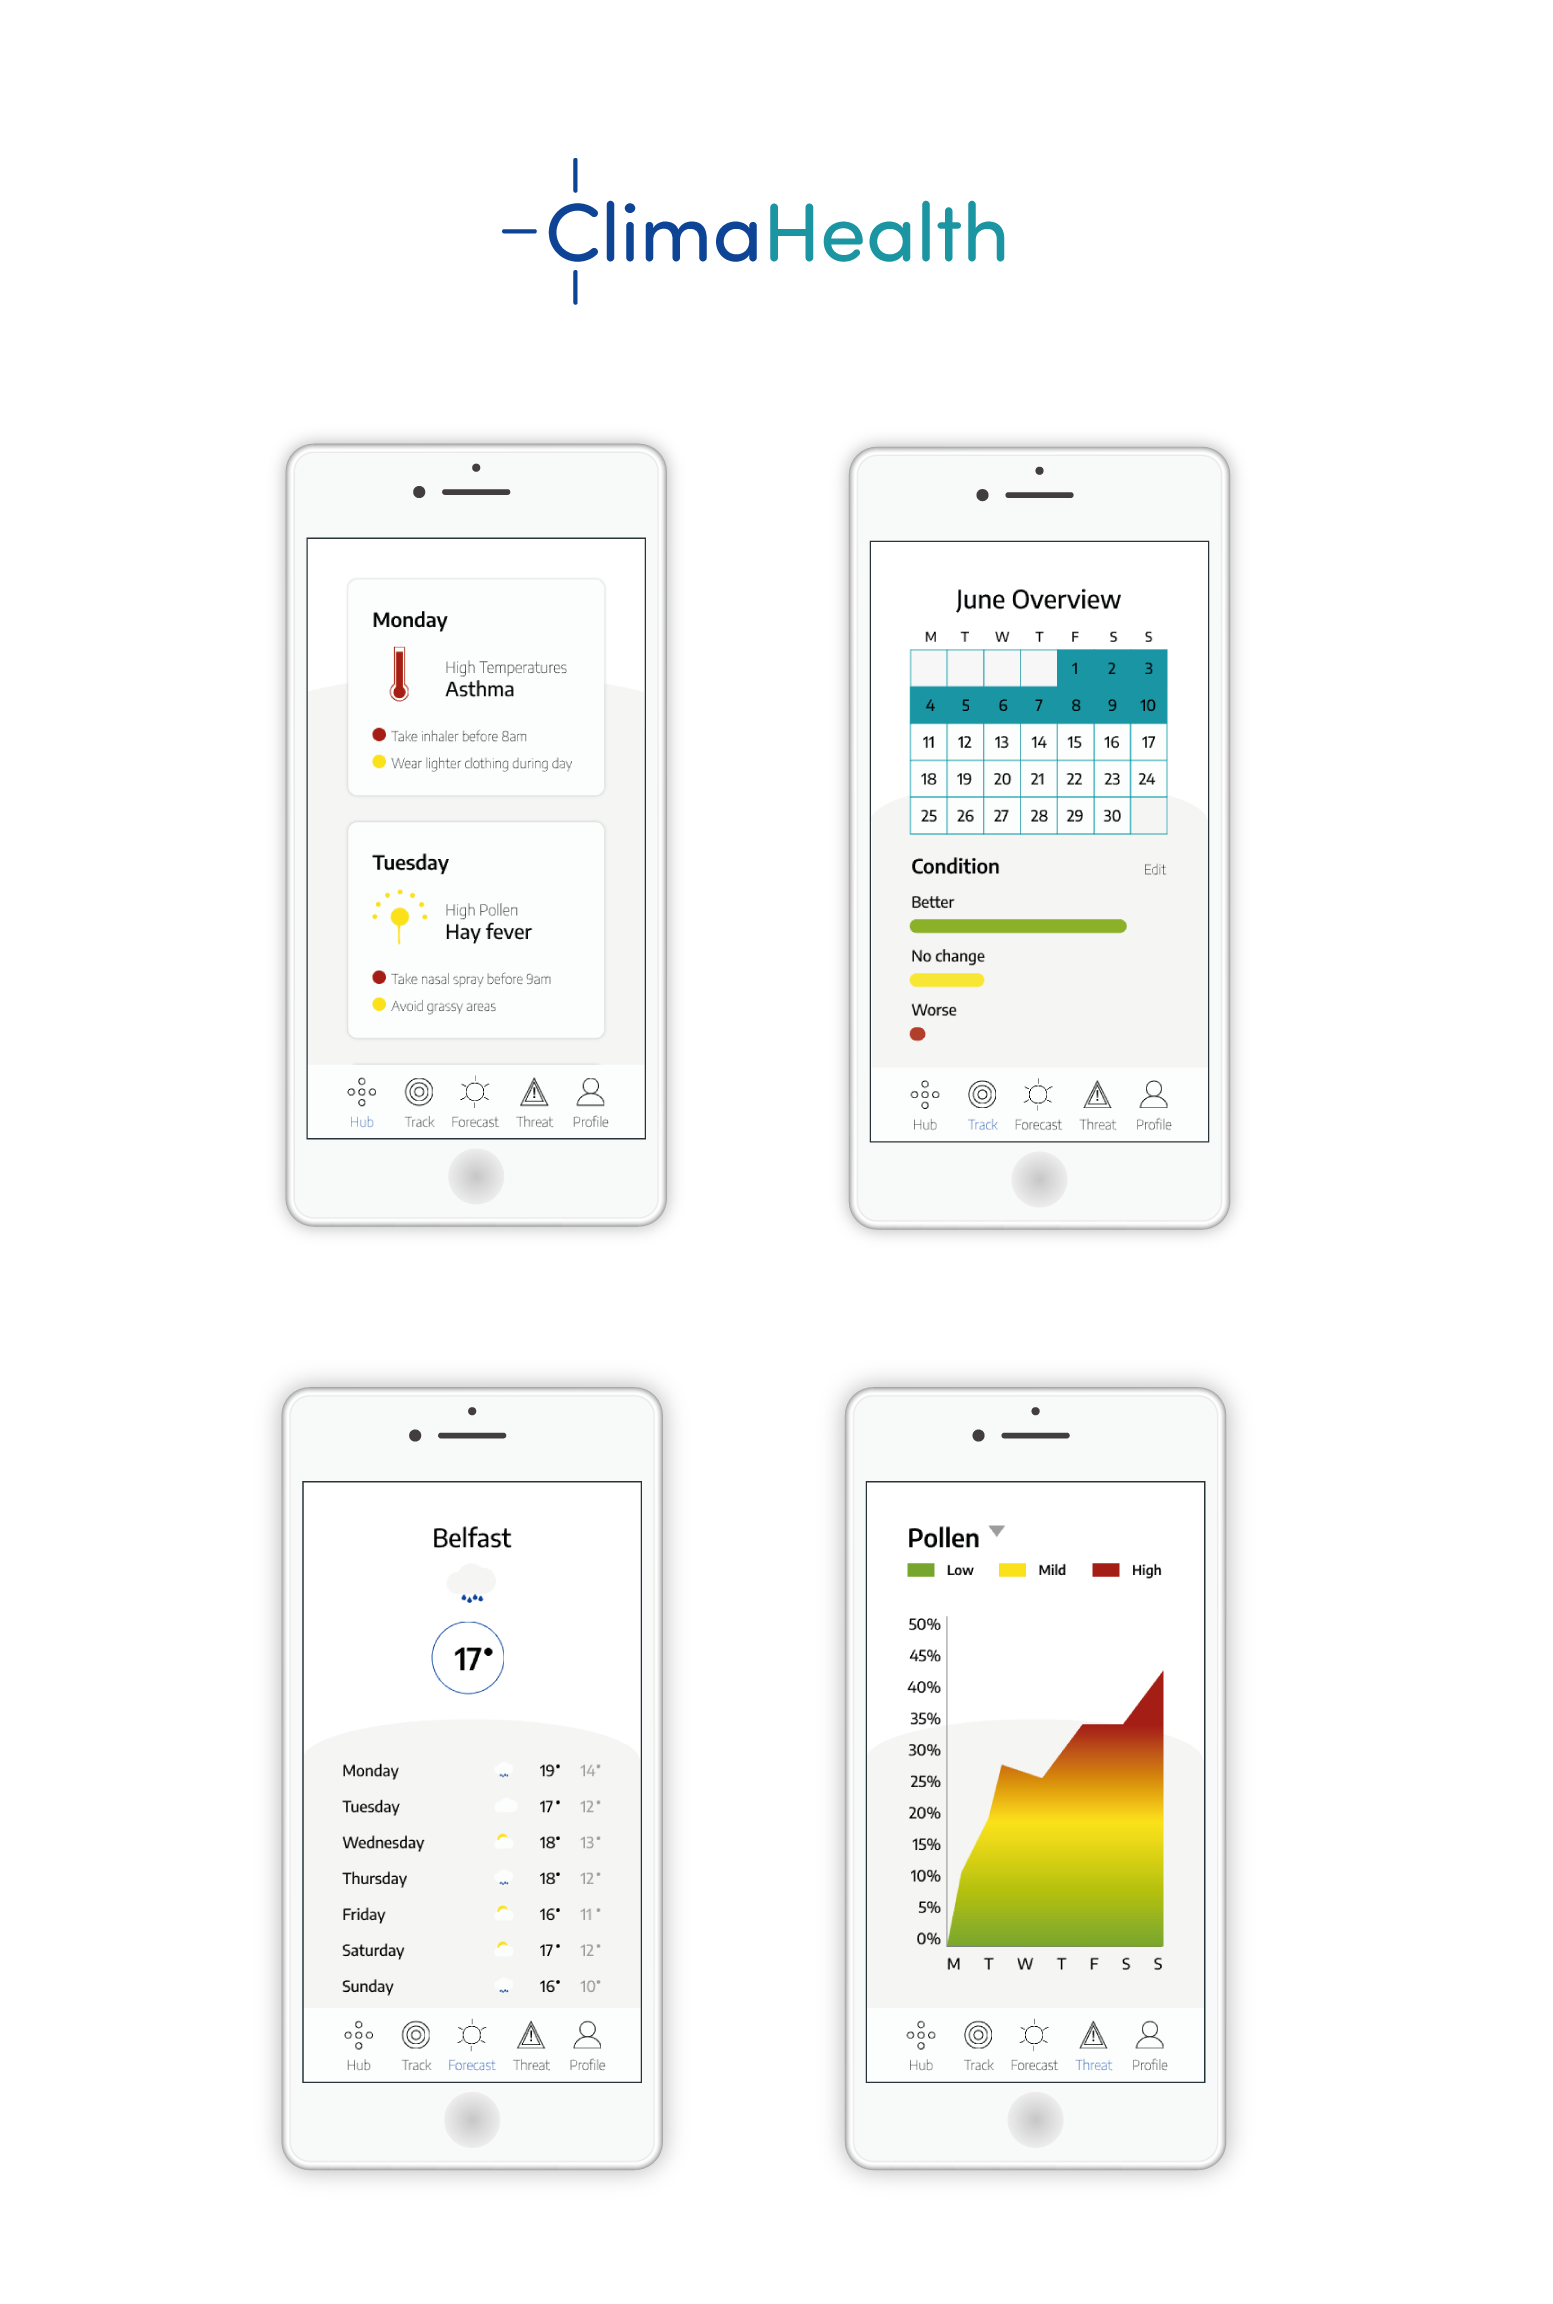 ClimaHealth
Monday
High Temperatures
Asthma
Take inhaler before 8am
Wear lighter clothing during day
Tuesday
High Pollen
Hay fever
Take nasal spray before 9am
Avoid grassy areas
Hub Track Forecast Threat Profile
June Overview
M T W T F S S
1 2 3
4 5 6 7 8 9 10
11 12 13 14 15 16 17
18 19 20 21 22 23 24
25 26 27 28 29 30
Condition Edit
Better
No change
Worse
Hub Track Forecast Threat Profile
Belfast
17°
Monday 19° 14°
Tuesday 17° 12°
Wednesday 18° 13°
Thursday 18° 12°
Friday 16° 11°
Saturday 17° 12°
Sunday 16° 10°
Hub Track Forecast Threat Profile
Pollen
Low Mild High
50%
45%
40%
35%
30%
25%
20%
15%
10%
5%
0%
M T W T F S S
Hub Track Forecast Threat Profile